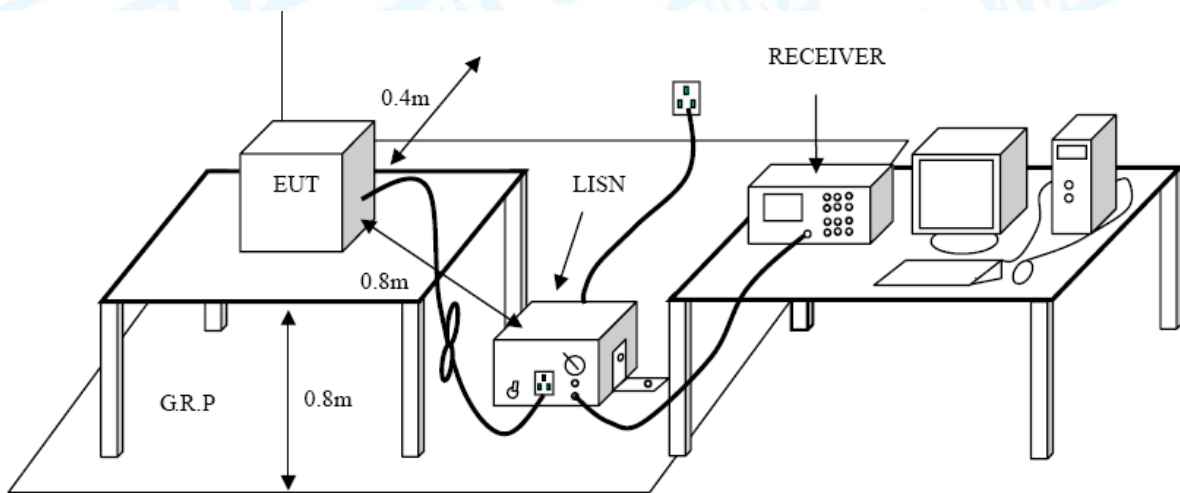 RECEIVER
0.4m
EUT
LISN
0.8m
G.R.P
0.8m